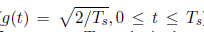 g(t) = √2/T_s, 0 ≤ t ≤ T_s